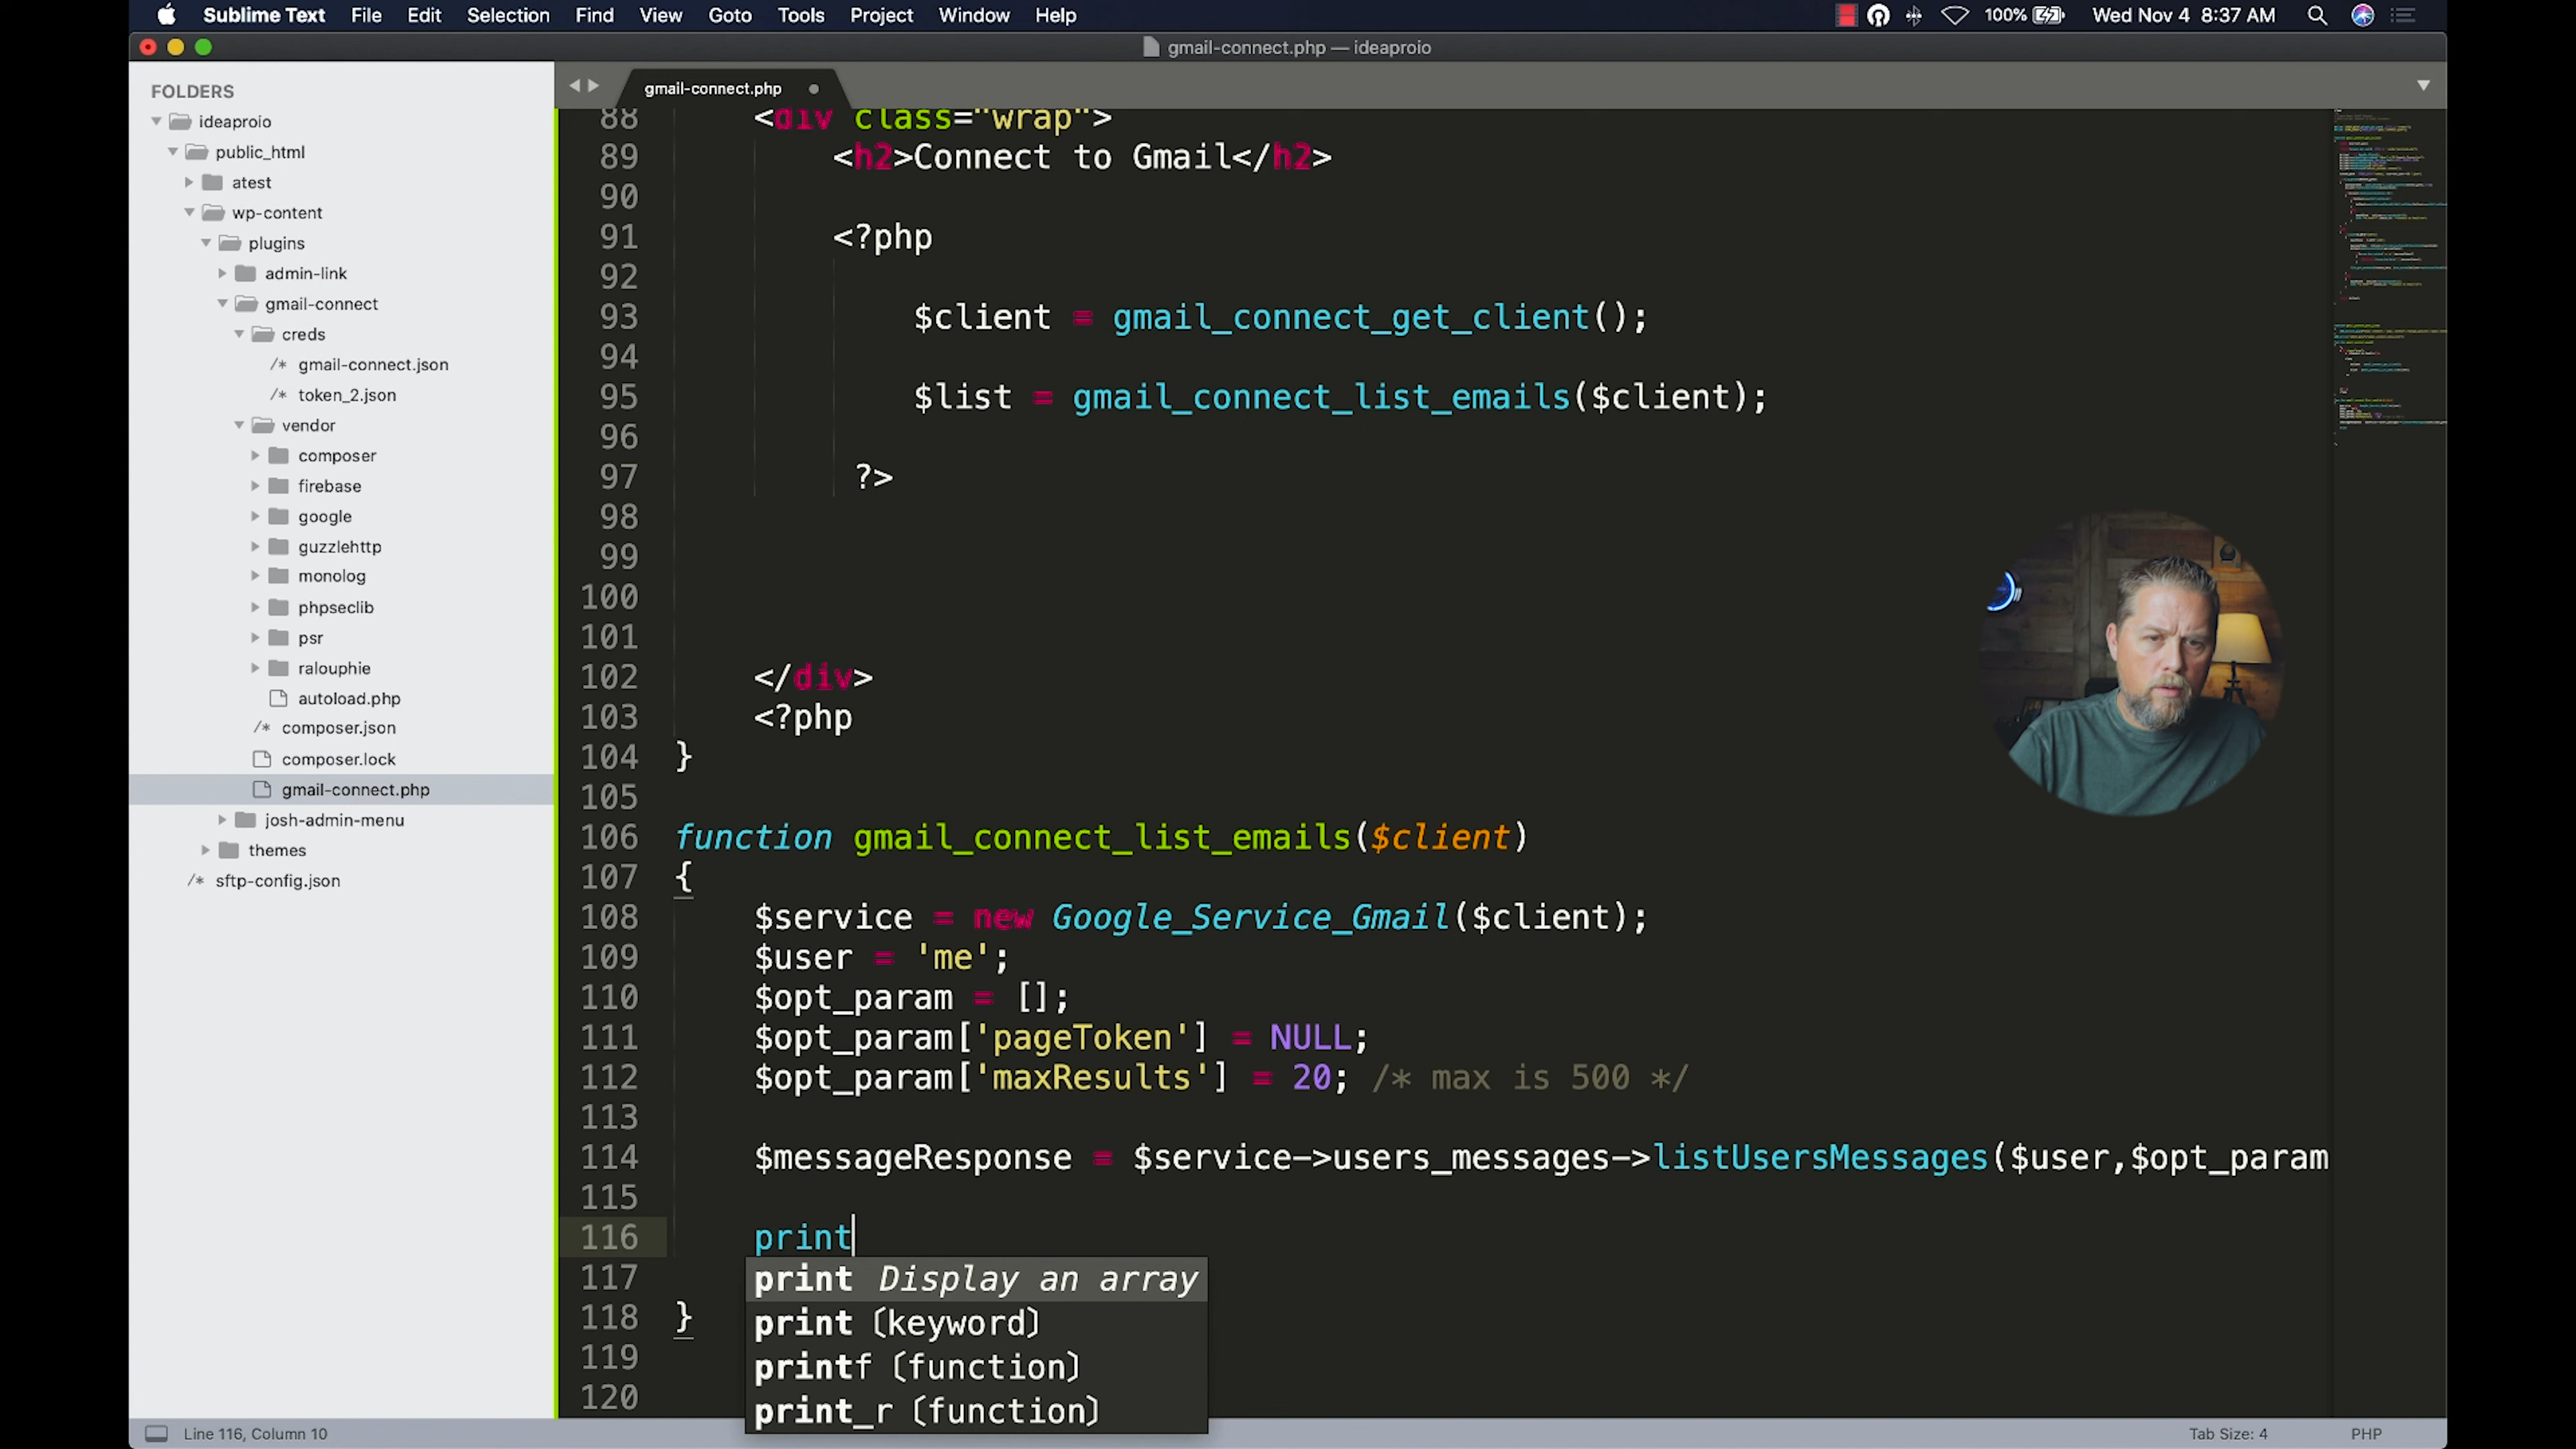 Sublime Text File Edit Selection Find View Goto Tools Project Window Help 100% Wed Nov 4 8:37 AM
gmail-connect.php — ideaproio
FOLDERS
ideaproio
public_html
atest
wp-content
plugins
admin-link
gmail-connect
creds
/* gmail-connect.json
/* token_2.json
vendor
composer
firebase
google
guzzlehttp
monolog
phpseclib
psr
ralouphie
autoload.php
/* composer.json
composer.lock
gmail-connect.php
josh-admin-menu
themes
/* sftp-config.json
gmail-connect.php
88 <div class="wrap">
89 <h2>Connect to Gmail</h2>
90
91 <?php
92
93 $client = gmail_connect_get_client();
94
95 $list = gmail_connect_list_emails($client);
96
97 ?>
98
99
100
101
102 </div>
103 <?php
104 }
105
106 function gmail_connect_list_emails($client)
107 {
108 $service = new Google_Service_Gmail($client);
109 $user = 'me';
110 $opt_param = [];
111 $opt_param['pageToken'] = NULL;
112 $opt_param['maxResults'] = 20; /* max is 500 */
113
114 $messageResponse = $service->users_messages->listUsersMessages($user,$opt_param
115
116 print
117 print Display an array
print (keyword)
118 }
119 printf (function)
120 print_r (function)
Line 116, Column 10 Tab Size: 4 PHP